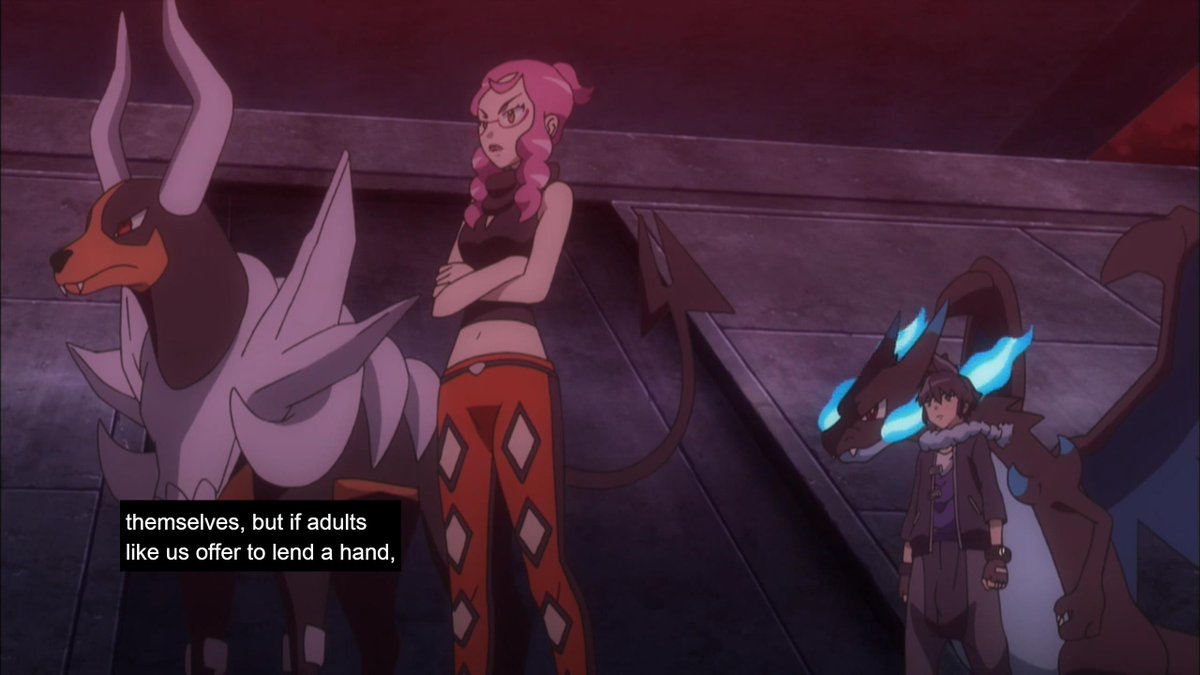 themselves, but if adults
like us offer to lend a hand,